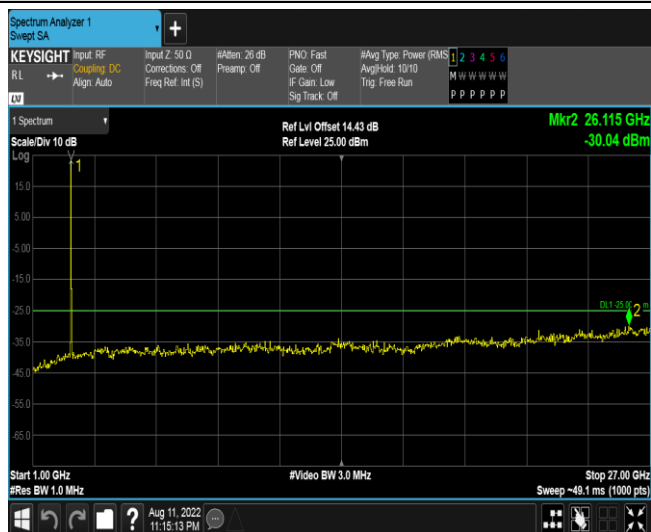 Spectrum Analyzer 1
Swept SA
+
KEYSIGHT Input: RF Input Z: 50 Ω #Atten: 26 dB PNO: Fast #Avg Type: Power (RMS 1 2 3 4 5 6
RL Coupling: DC Corrections: Off Preamp: Off Gate: Off Avg|Hold: 10/10 M W W W W W
Align: Auto Freq Ref: Int (S) IF Gain: Low Trig: Free Run
Sig Track: Off P P P P P P
LXI
1 Spectrum Ref Lvl Offset 14.43 dB Mkr2 26.115 GHz
Scale/Div 10 dB Ref Level 25.00 dBm -30.04 dBm
Log
1
15.0
5.00
-5.00
-15.0
DL1 -25.0
2
-25.0
-35.0
-45.0
-55.0
-65.0
Start 1.00 GHz #Video BW 3.0 MHz Stop 27.00 GHz
#Res BW 1.0 MHz Sweep ~49.1 ms (1000 pts)
? Aug 11, 2022
11:15:13 PM